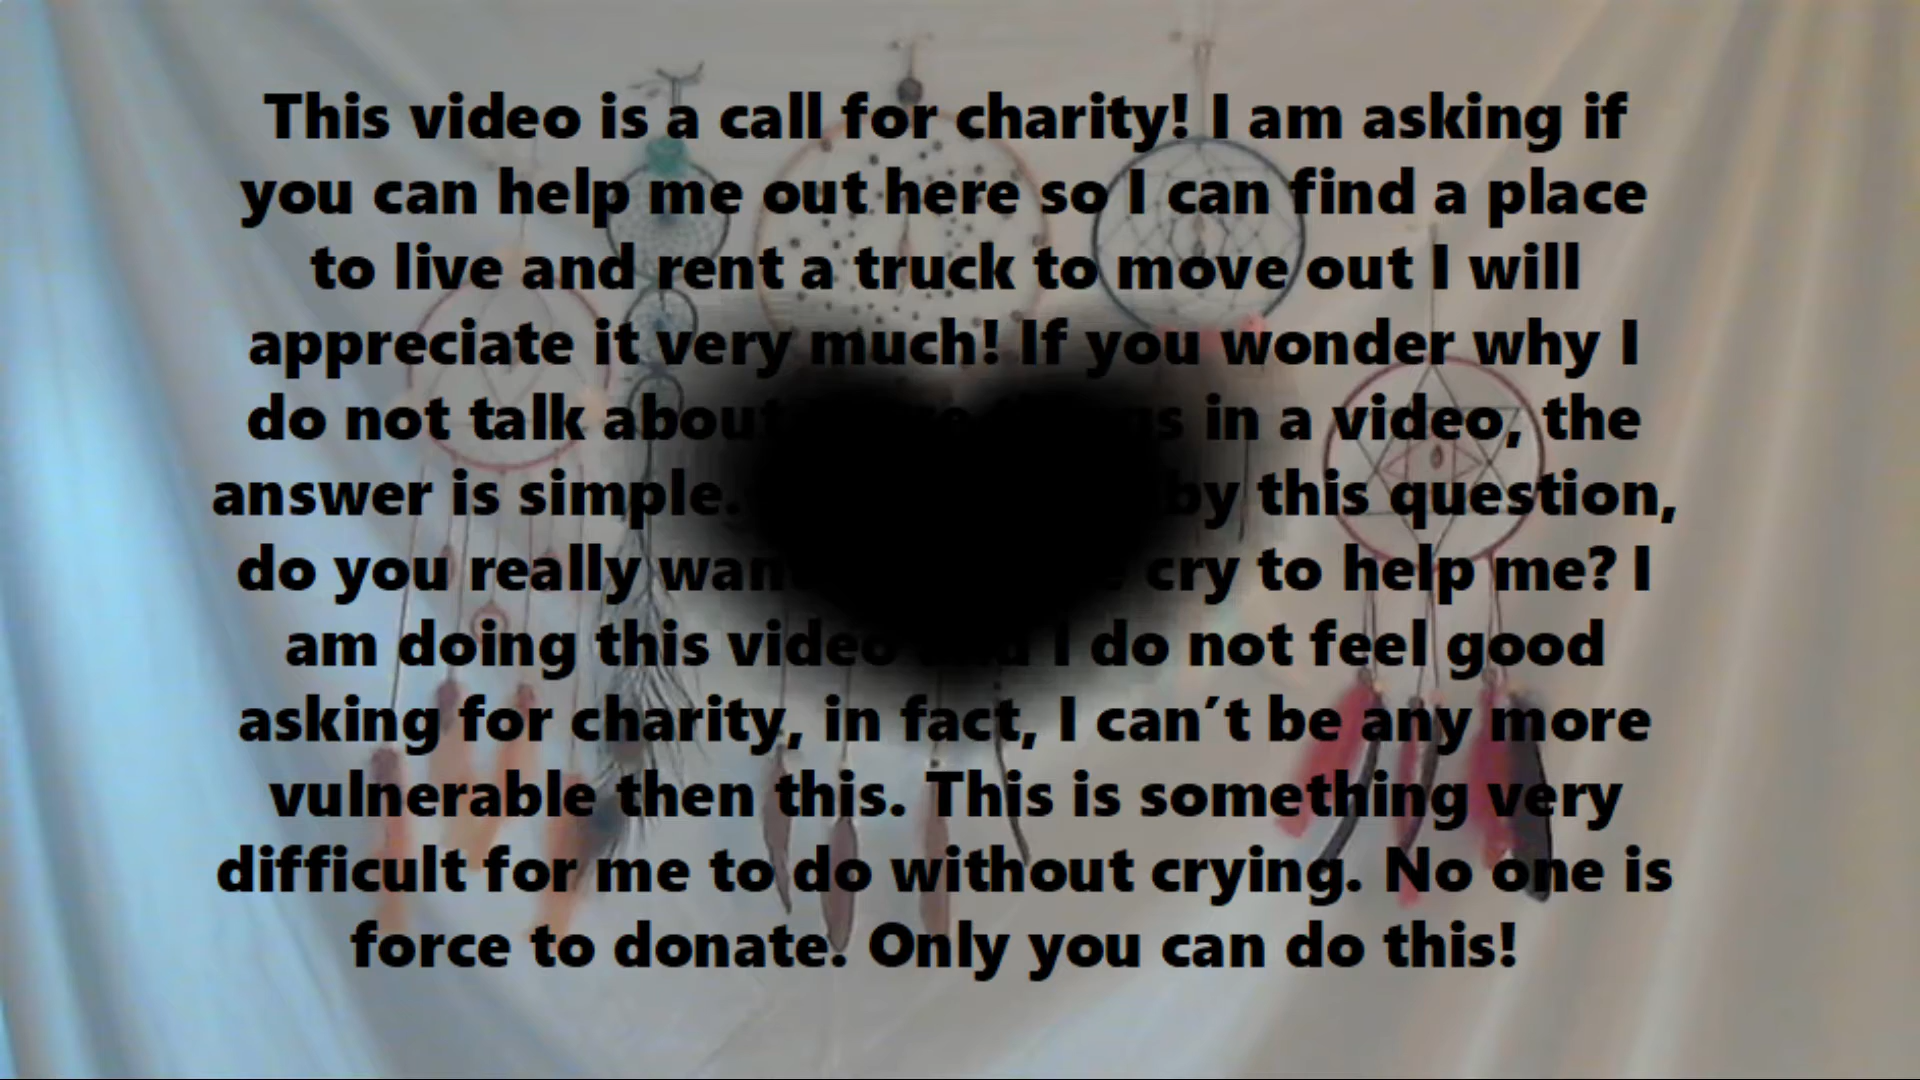 This video is a call for charity! I am asking if
you can help me out here so I can find a place
to live and rent a truck to move out I will
appreciate it very much! If you wonder why I
do not talk about in a video, the
answer is simple. by this question,
do you really want cry to help me? I
am doing this video and I do not feel good
asking for charity, in fact, I can´t be any more
vulnerable then this. This is something very
difficult for me to do without crying. No one is
force to donate. Only you can do this!